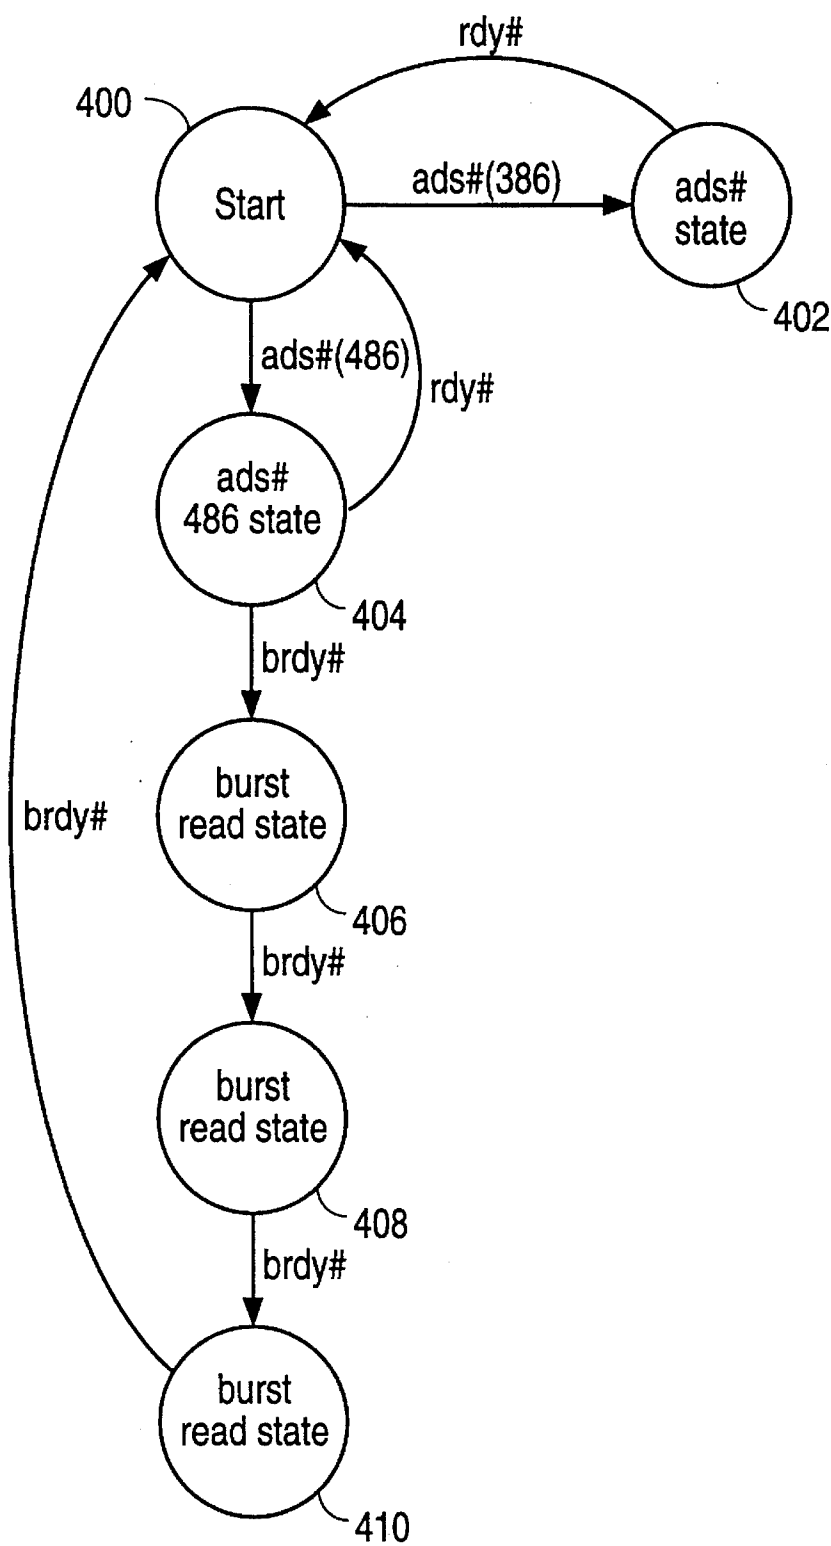 rdy#
400
Start
ads#(386)
ads#
state
402
ads#(486)
rdy#
ads#
486 state
404
brdy#
burst
read state
brdy#
406
brdy#
burst
read state
408
brdy#
burst
read state
410